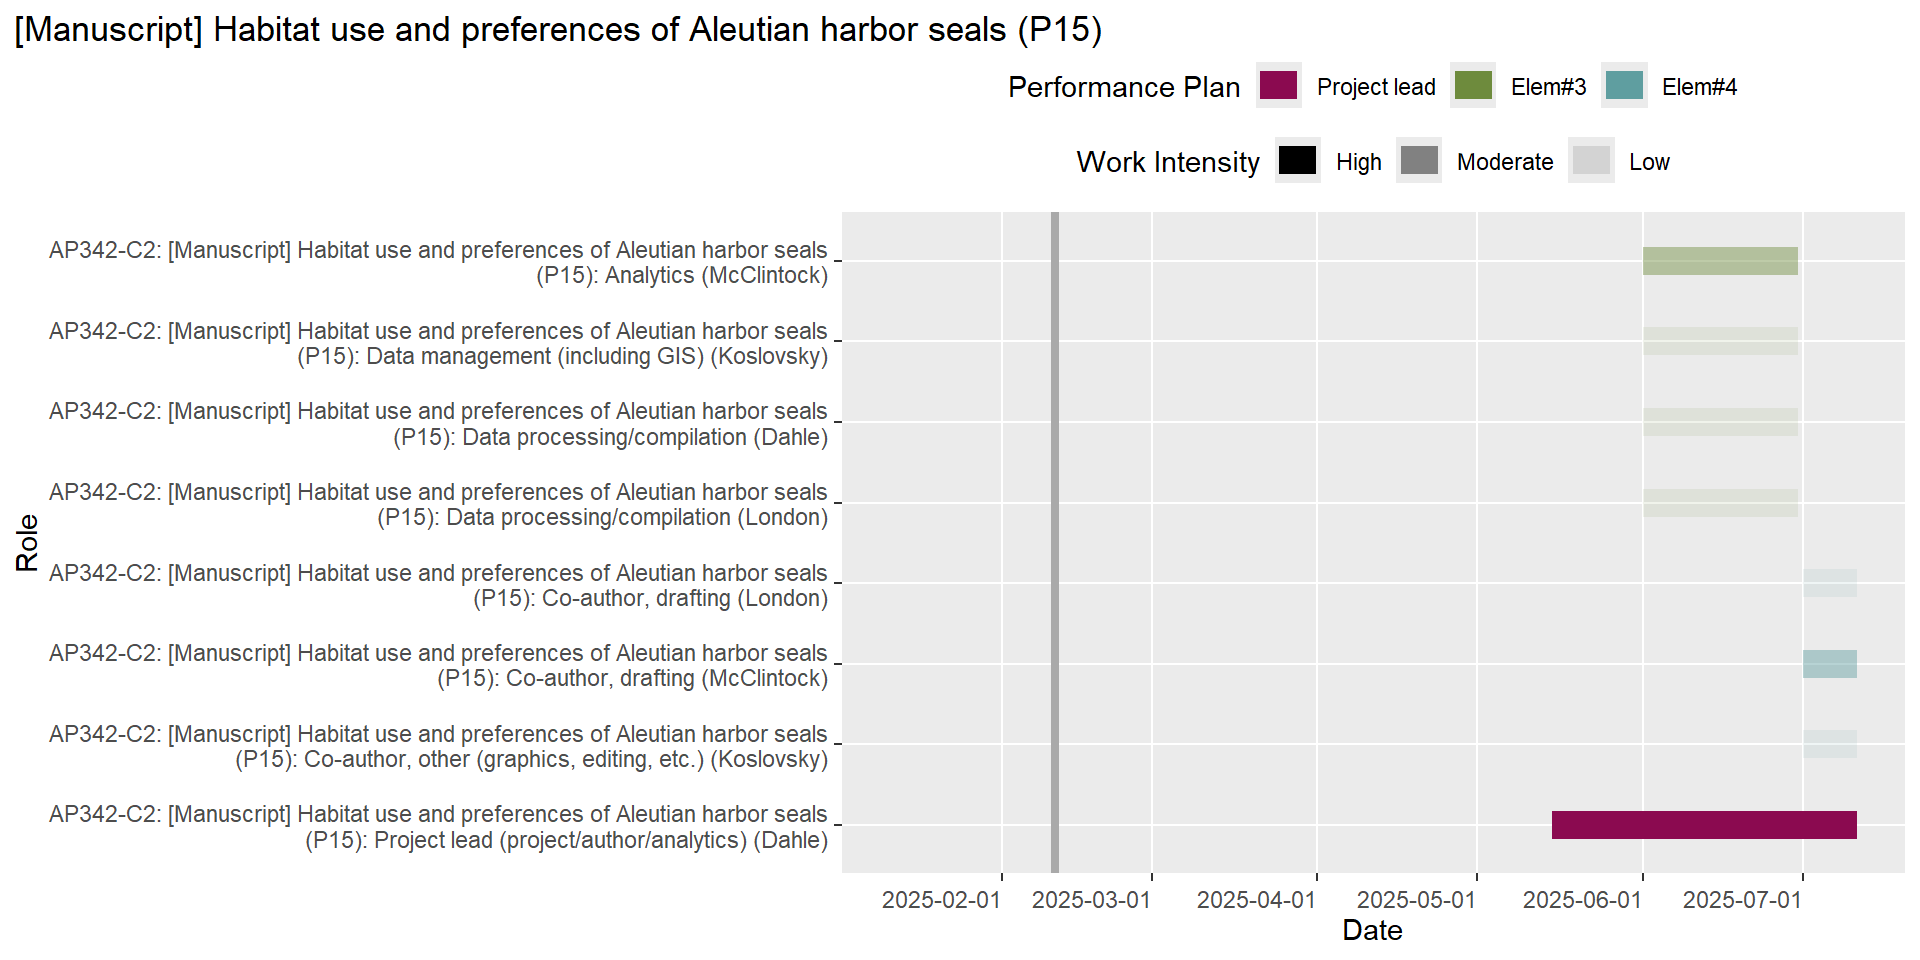 [Manuscript] Habitat use and preferences of Aleutian harbor seals (P15)
Performance Plan Project lead Elem#3 Elem#4
Work Intensity High Moderate Low
AP342-C2: [Manuscript] Habitat use and preferences of Aleutian harbor seals
(P15): Analytics (McClintock)
AP342-C2: [Manuscript] Habitat use and preferences of Aleutian harbor seals
(P15): Data management (including GIS) (Koslovsky)
AP342-C2: [Manuscript] Habitat use and preferences of Aleutian harbor seals
(P15): Data processing/compilation (Dahle)
AP342-C2: [Manuscript] Habitat use and preferences of Aleutian harbor seals
(P15): Data processing/compilation (London)
Role
AP342-C2: [Manuscript] Habitat use and preferences of Aleutian harbor seals
(P15): Co-author, drafting (London)
AP342-C2: [Manuscript] Habitat use and preferences of Aleutian harbor seals
(P15): Co-author, drafting (McClintock)
AP342-C2: [Manuscript] Habitat use and preferences of Aleutian harbor seals
(P15): Co-author, other (graphics, editing, etc.) (Koslovsky)
AP342-C2: [Manuscript] Habitat use and preferences of Aleutian harbor seals
(P15): Project lead (project/author/analytics) (Dahle)
2025-02-01 2025-03-01 2025-04-01 2025-05-01 2025-06-01 2025-07-01
Date